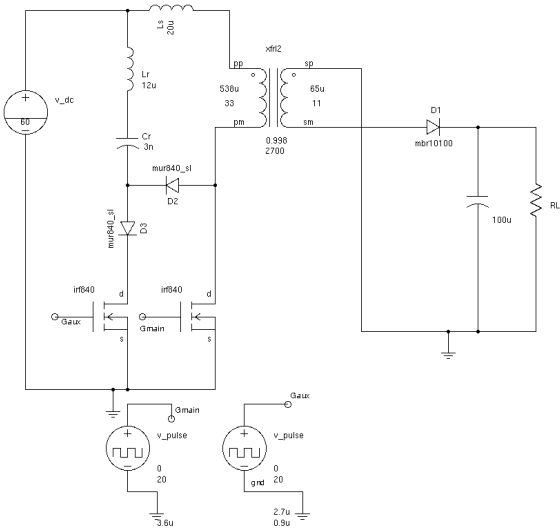 Ls
20u
xfrl2
pp
sp
Lr
12u
538u
65u
33
11
v_dc
60
D1
pm
sm
0.998
2700
mbr10100
Cr
3n
mur840_sl
D2
mur840_sl
D3
RL
100u
irf840
d
irf840
d
Gaux
Gmain
s
s
Gmain
Gaux
v_pulse
v_pulse
0
20
0
20
gnd
3.6u
2.7u
0.9u